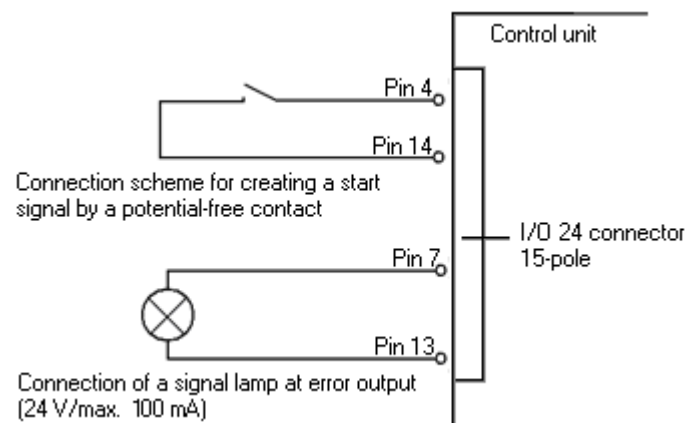 Control unit
Pin 4
Pin 14
Connection scheme for creating a start
signal by a potential-free contact
I/O 24 connector
15-pole
Pin 7
Pin 13
Connection of a signal lamp at error output
(24 V/max. 100 mA)